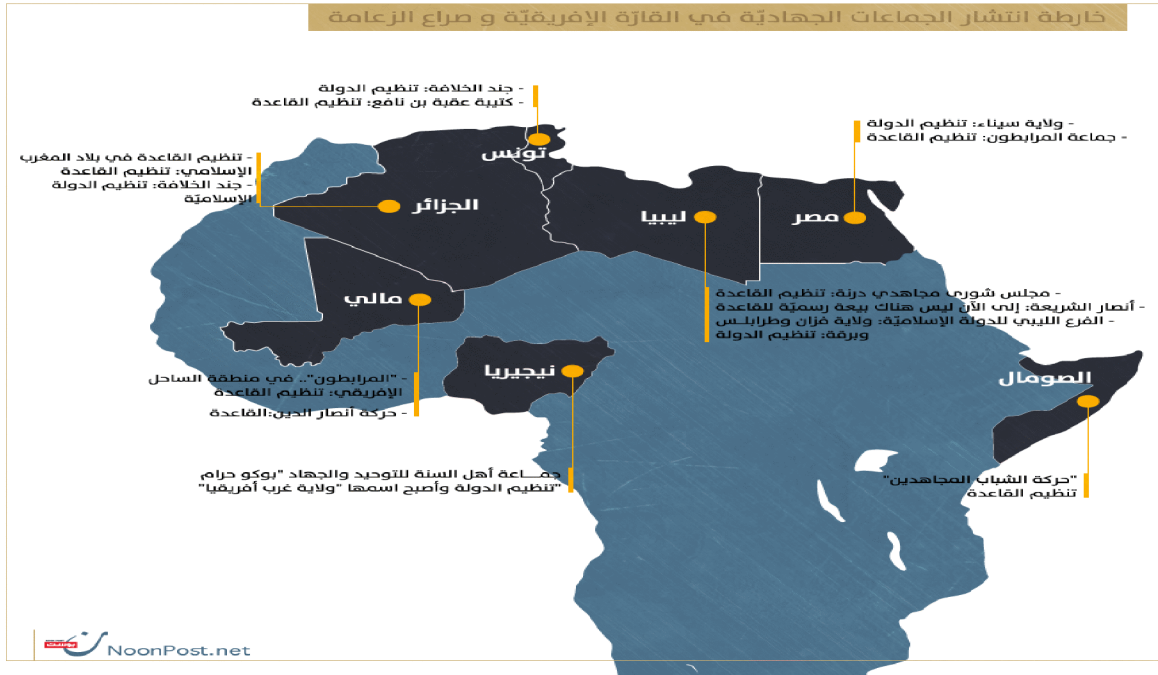 خارطة انتشار الجماعات الجهاديّة في القارّة الإفريقيّة و صراع الزعامة
- جند الخلافة: تنظيم الدولة
- كتيبة عقبة بن نافع: تنظيم القاعدة
- ولاية سيناء: تنظيم الدولة
- جماعة المرابطون: تنظيم القاعدة
- تنظيم القاعدة في بلاد المغرب
الإسلامي: تنظيم القاعدة
- جند الخلافة: تنظيم الدولة
الإسلاميّة
تونس
الجزائر
ليبيا
مصر
مالي
- مجلس شورى مجاهدي درنة: تنظيم القاعدة
- أنصار الشريعة: إلى الآن ليس هناك بيعة رسميّة للقاعدة
- الفرع الليبي للدولة الإسلاميّة: ولاية فزان وطرابلس
وبرقة: تنظيم الدولة
نيجيريا
الصومال
- "المرابطون".. في منطقة الساحل
الإفريقي: تنظيم القاعدة
- حركة أنصار الدين:القاعدة
جمـــاعة أهل السنة للتوحيد والجهاد "بوكو حرام
"تنظيم الدولة وأصبح اسمها "ولاية غرب أفريقيا"
"حركة الشباب المجاهدين"
تنظيم القاعدة
ن بوست NoonPost.net